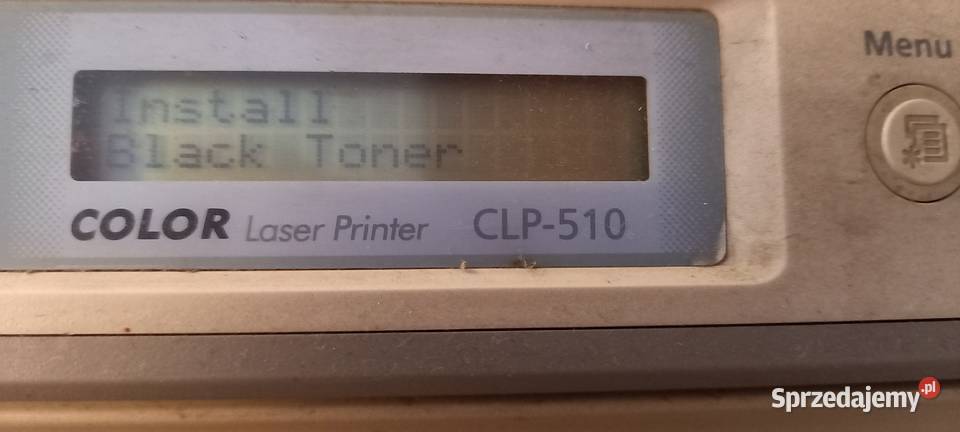 Menu
Install
Black Toner
COLOR Laser Printer CLP-510
Sprzedajemy.pl